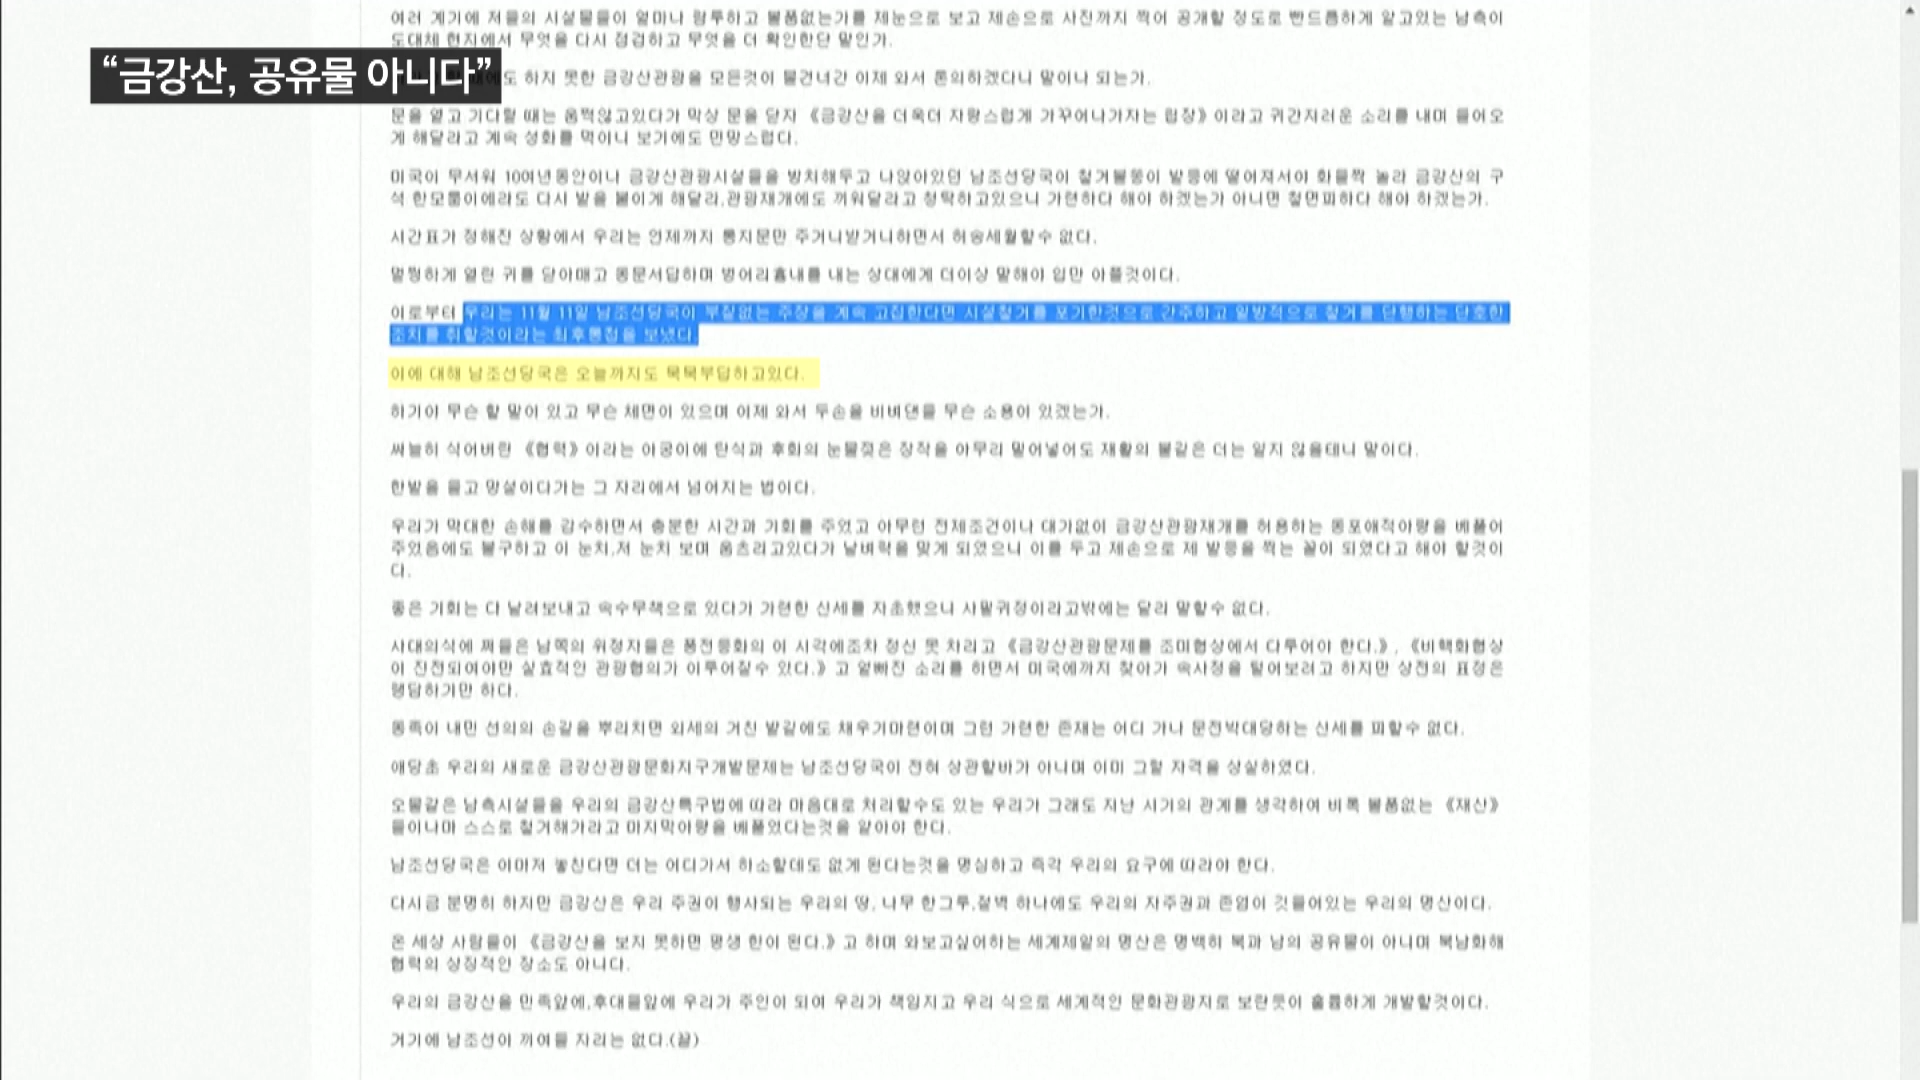 여러 계기에 저들의 시설물들이 얼마나 람루하고 볼품없는가를 제눈으로 보고 제손으로 사진까지 찍어 공개할 정도로 빤드름하게 알고있는 남측이
도대체 현지에서 무엇을 다시 점검하고 무엇을 더 확인한단 말인가.
“금강산, 공유물 아니다”
도 하지 못한 금강산관광을 모든것이 물건너간 이제 와서 론의하겠다니 말이나 되는가.
문을 열고 기다릴 때는 움쩍않고있다가 막상 문을 닫자 《금강산을 더욱더 자랑스럽게 가꾸어나가자는 립장》이라고 귀간지러운 소리를 내며 들어오
게 해달라고 계속 성화를 먹이니 보기에도 민망스럽다.
미국이 무서워 10여년동안이나 금강산관광시설들을 방치해두고 나앉아있던 남조선당국이 철거불똥이 발등에 떨어져서야 화들짝 놀라 금강산의 구
석 한모퉁이에라도 다시 발을 붙이게 해달라,관광재개에도 끼워달라고 청탁하고있으니 가련하다 해야 하겠는가 아니면 철면피하다 해야 하겠는가.
시간표가 정해진 상황에서 우리는 언제까지 통지문만 주거니받거니하면서 허송세월할수 없다.
멀쩡하게 열린 귀를 닫아매고 동문서답하며 벙어리흉내를 내는 상대에게 더이상 말해야 입만 아플것이다.
이로부터 우리는 11월 11일 남조선당국이 부질없는 주장을 계속 고집한다면 시설철거를 포기한것으로 간주하고 일방적으로 철거를 단행하는 단호한
조치를 취할것이라는 최후통첩을 보냈다.
이에 대해 남조선당국은 오늘까지도 묵묵부답하고있다.
하기야 무슨 할 말이 있고 무슨 체면이 있으며 이제 와서 두손을 비벼댄들 무슨 소용이 있겠는가.
싸늘히 식어버린 《협력》이라는 아궁이에 탄식과 후회의 눈물젖은 장작을 아무리 밀어넣어도 재활의 불길은 더는 일지 않을테니 말이다.
한발을 들고 망설이다가는 그 자리에서 넘어지는 법이다.
우리가 막대한 손해를 감수하면서 충분한 시간과 기회를 주었고 아무런 전제조건이나 대가없이 금강산관광재개를 허용하는 동포애적아량을 베풀어
주었음에도 불구하고 이 눈치,저 눈치 보며 움츠리고있다가 날벼락을 맞게 되였으니 이를 두고 제손으로 제 발등을 찍는 꼴이 되였다고 해야 할것이
다.
좋은 기회는 다 날려보내고 속수무책으로 있다가 가련한 신세를 자초했으니 사필귀정이라고밖에는 달리 말할수 없다.
사대의식에 쩌들은 남쪽의 위정자들은 풍전등화의 이 시각에조차 정신 못 차리고 《금강산관광문제를 조미협상에서 다루어야 한다.》, 《비핵화협상
이 진전되여야만 실효적인 관광협의가 이루어질수 있다.》고 얼빠진 소리를 하면서 미국에까지 찾아가 속사정을 털어보려고 하지만 상전의 표정은
랭담하기만 하다.
동족이 내민 선의의 손길을 뿌리치면 외세의 거친 발길에도 채우기마련이며 그런 가련한 존재는 어디 가나 문전박대당하는 신세를 피할수 없다.
애당초 우리의 새로운 금강산관광문화지구개발문제는 남조선당국이 전혀 상관할바가 아니며 이미 그럴 자격을 상실하였다.
오물같은 남측시설들을 우리의 금강산특구법에 따라 마음대로 처리할수도 있는 우리가 그래도 지난 시기의 관계를 생각하여 비록 볼품없는 《재산》
들이나마 스스로 철거해가라고 마지막아량을 베풀었다는것을 알아야 한다.
남조선당국은 이마저 놓친다면 더는 어디가서 하소할데도 없게 된다는것을 명심하고 즉각 우리의 요구에 따라야 한다.
다시금 분명히 하지만 금강산은 우리 주권이 행사되는 우리의 땅, 나무 한그루,절벽 하나에도 우리의 자주권과 존엄이 깃들어있는 우리의 명산이다.
온 세상 사람들이 《금강산을 보지 못하면 평생 한이 된다.》고 하며 와보고싶어하는 세계제일의 명산은 명백히 북과 남의 공유물이 아니며 북남화해
협력의 상징적인 장소도 아니다.
우리의 금강산을 민족앞에,후대들앞에 우리가 주인이 되여 우리가 책임지고 우리 식으로 세계적인 문화관광지로 보란듯이 훌륭하게 개발할것이다.
거기에 남조선이 끼여들 자리는 없다.(끝)